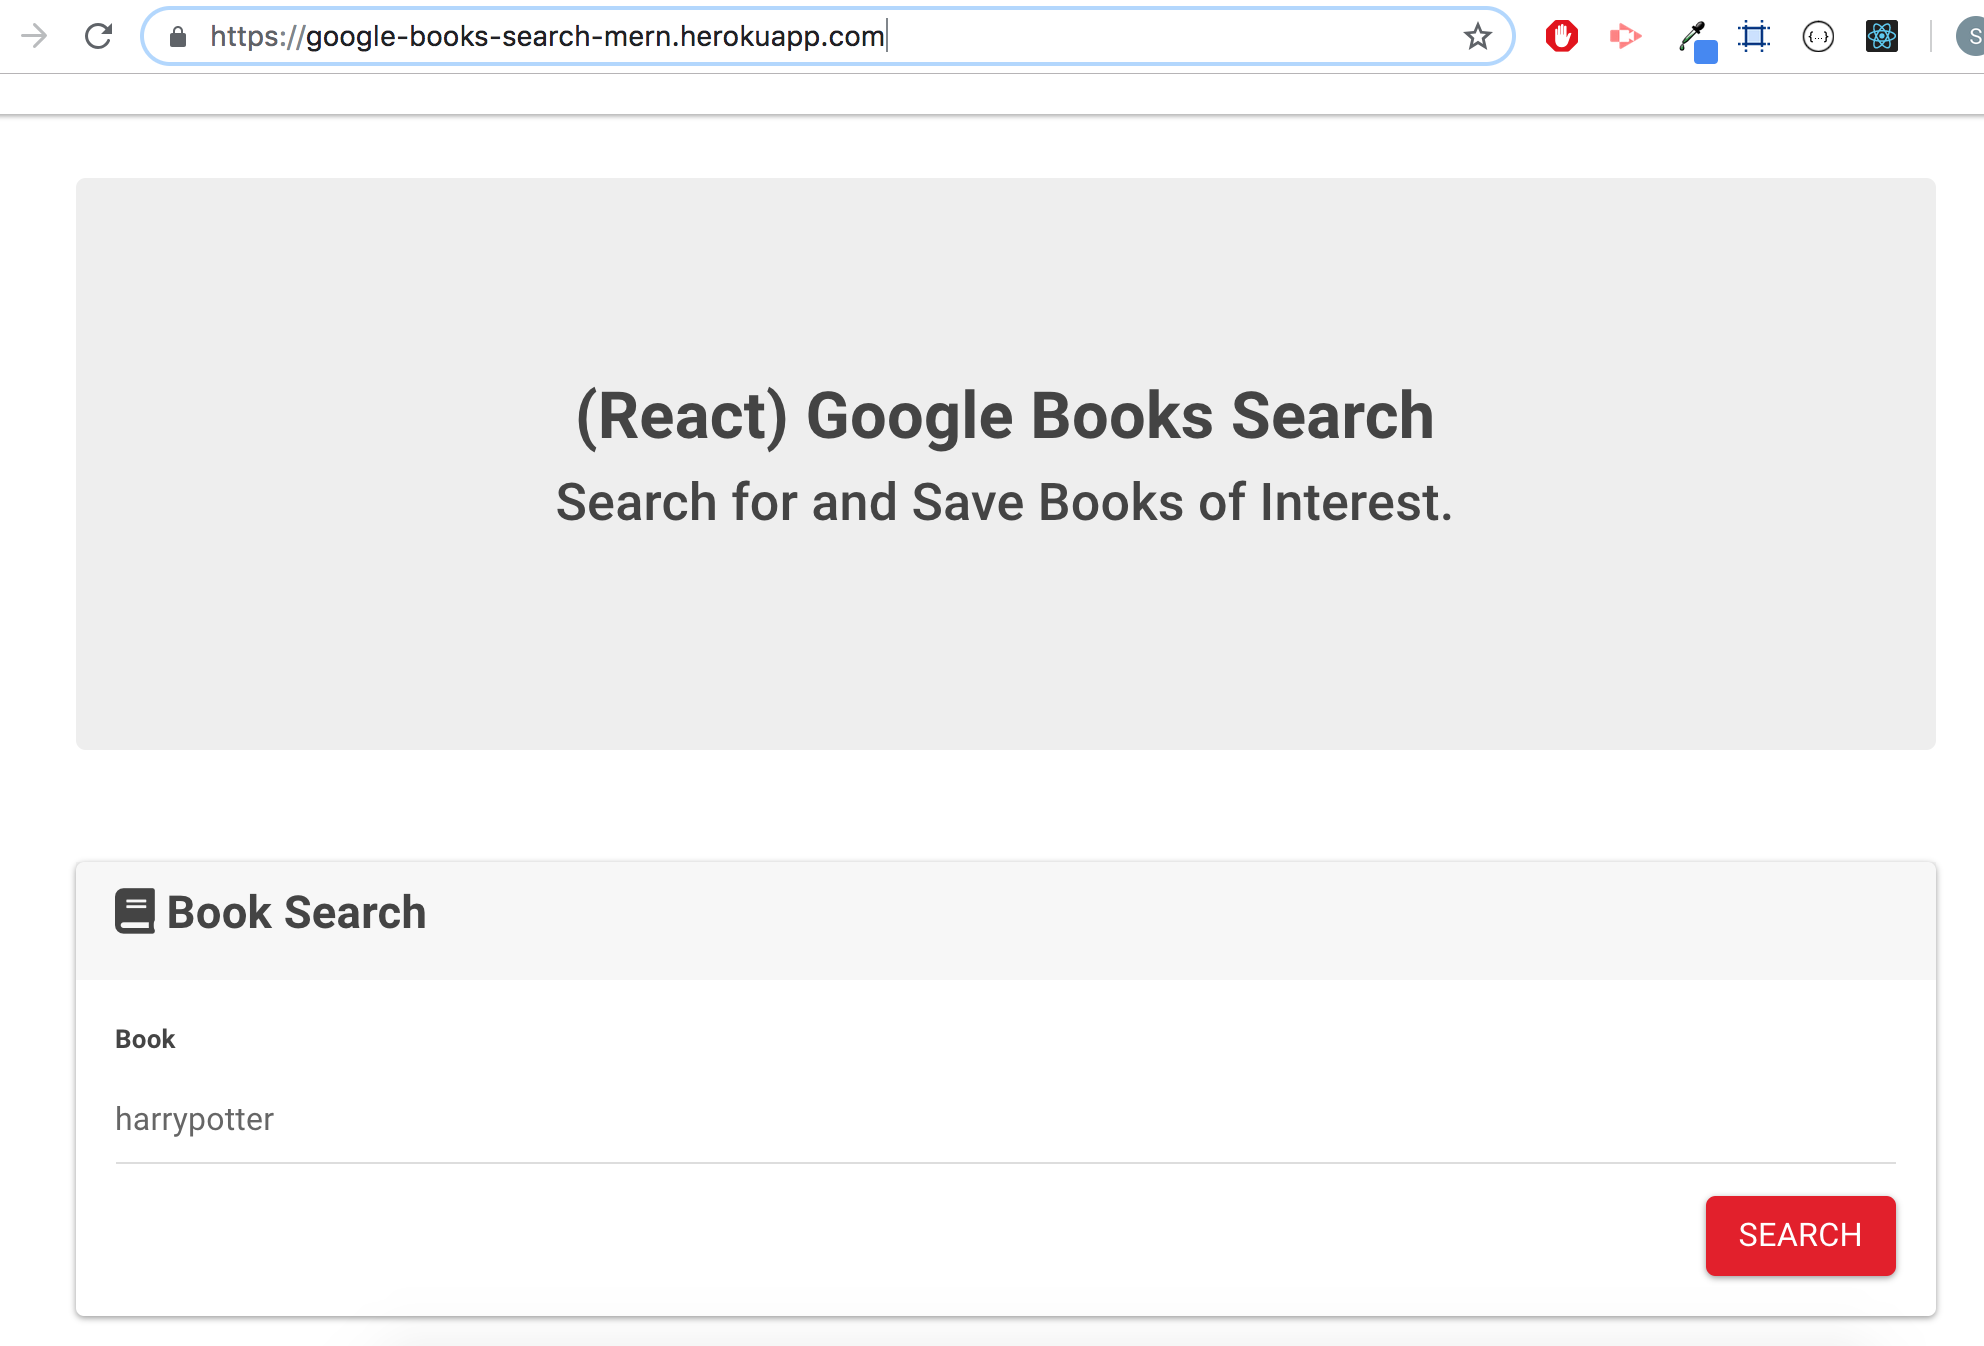 https://google-books-search-mern.herokuapp.com
{...}
S
(React) Google Books Search
Search for and Save Books of Interest.
Book Search
Book
harrypotter
SEARCH